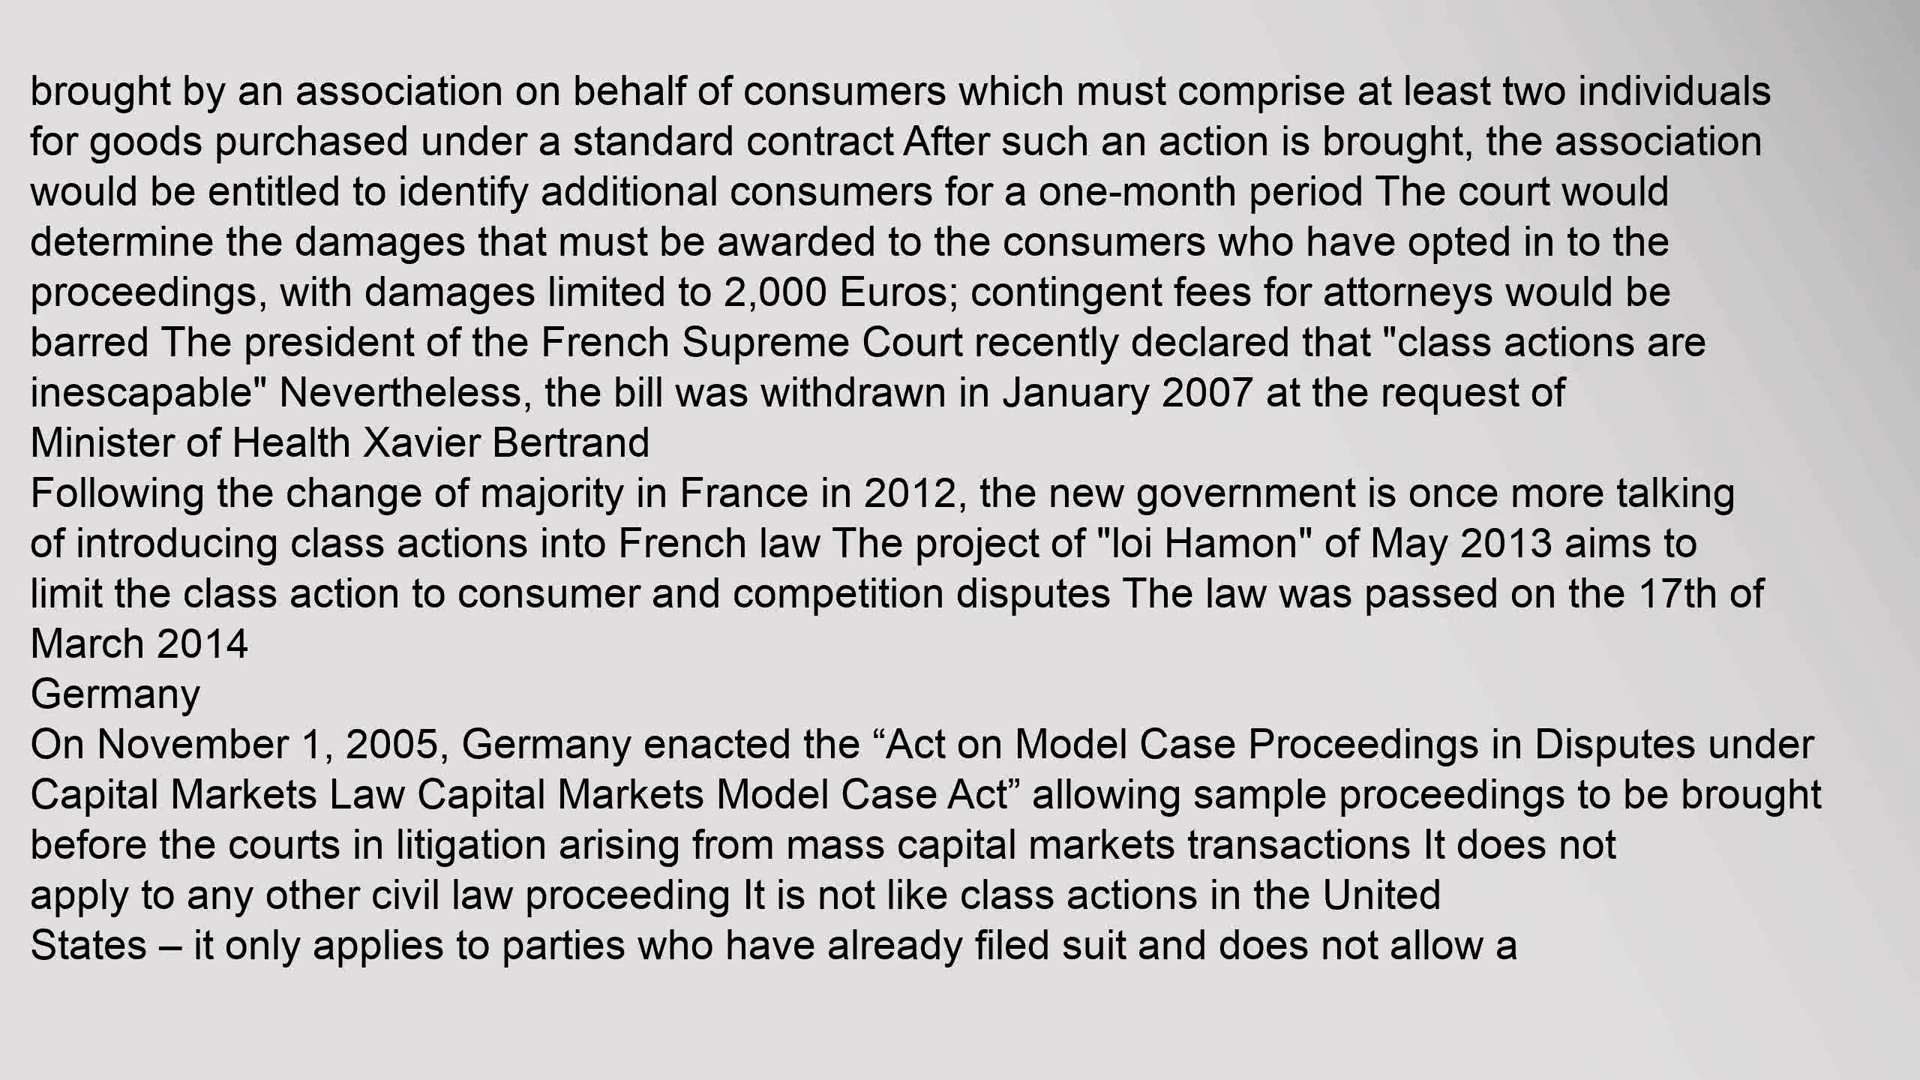 brought by an association on behalf of consumers which must comprise at least two individuals
for goods purchased under a standard contract After such an action is brought, the association
would be entitled to identify additional consumers for a one-month period The court would
determine the damages that must be awarded to the consumers who have opted in to the
proceedings, with damages limited to 2,000 Euros; contingent fees for attorneys would be
barred The president of the French Supreme Court recently declared that "class actions are
inescapable" Nevertheless, the bill was withdrawn in January 2007 at the request of
Minister of Health Xavier Bertrand
Following the change of majority in France in 2012, the new government is once more talking
of introducing class actions into French law The project of "loi Hamon" of May 2013 aims to
limit the class action to consumer and competition disputes The law was passed on the 17th of
March 2014
Germany
On November 1, 2005, Germany enacted the “Act on Model Case Proceedings in Disputes under
Capital Markets Law Capital Markets Model Case Act” allowing sample proceedings to be brought
before the courts in litigation arising from mass capital markets transactions It does not
apply to any other civil law proceeding It is not like class actions in the United
States – it only applies to parties who have already filed suit and does not allow a